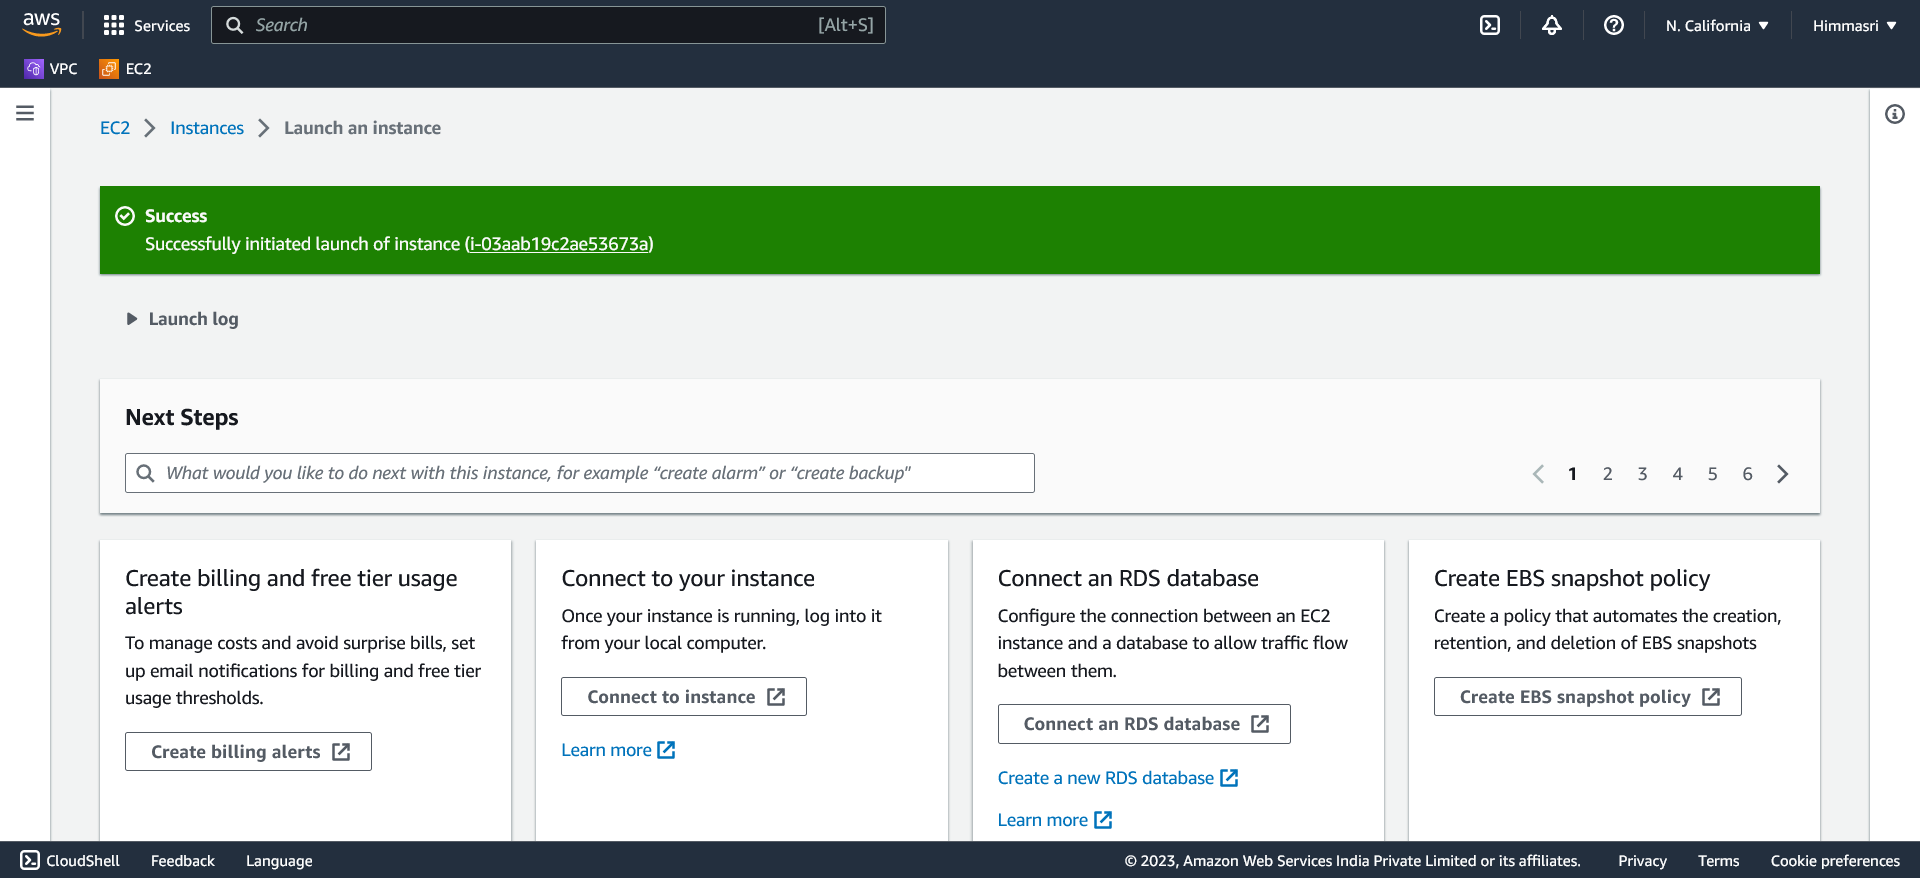 aws
Services
Search
[Alt+S]
N. California
Himmasri
VPC
EC2
EC2
Instances
Launch an instance
Success
Successfully initiated launch of instance (i-03aab19c2ae53673a)
Launch log
Next Steps
What would you like to do next with this instance, for example “create alarm” or “create backup"
1 2 3 4 5 6
Create billing and free tier usage
alerts
To manage costs and avoid surprise bills, set
up email notifications for billing and free tier
usage thresholds.
Create billing alerts
Connect to your instance
Once your instance is running, log into it
from your local computer.
Connect to instance
Learn more
Connect an RDS database
Configure the connection between an EC2
instance and a database to allow traffic flow
between them.
Connect an RDS database
Create a new RDS database
Learn more
Create EBS snapshot policy
Create a policy that automates the creation,
retention, and deletion of EBS snapshots
Create EBS snapshot policy
CloudShell
Feedback
Language
© 2023, Amazon Web Services India Private Limited or its affiliates.
Privacy
Terms
Cookie preferences